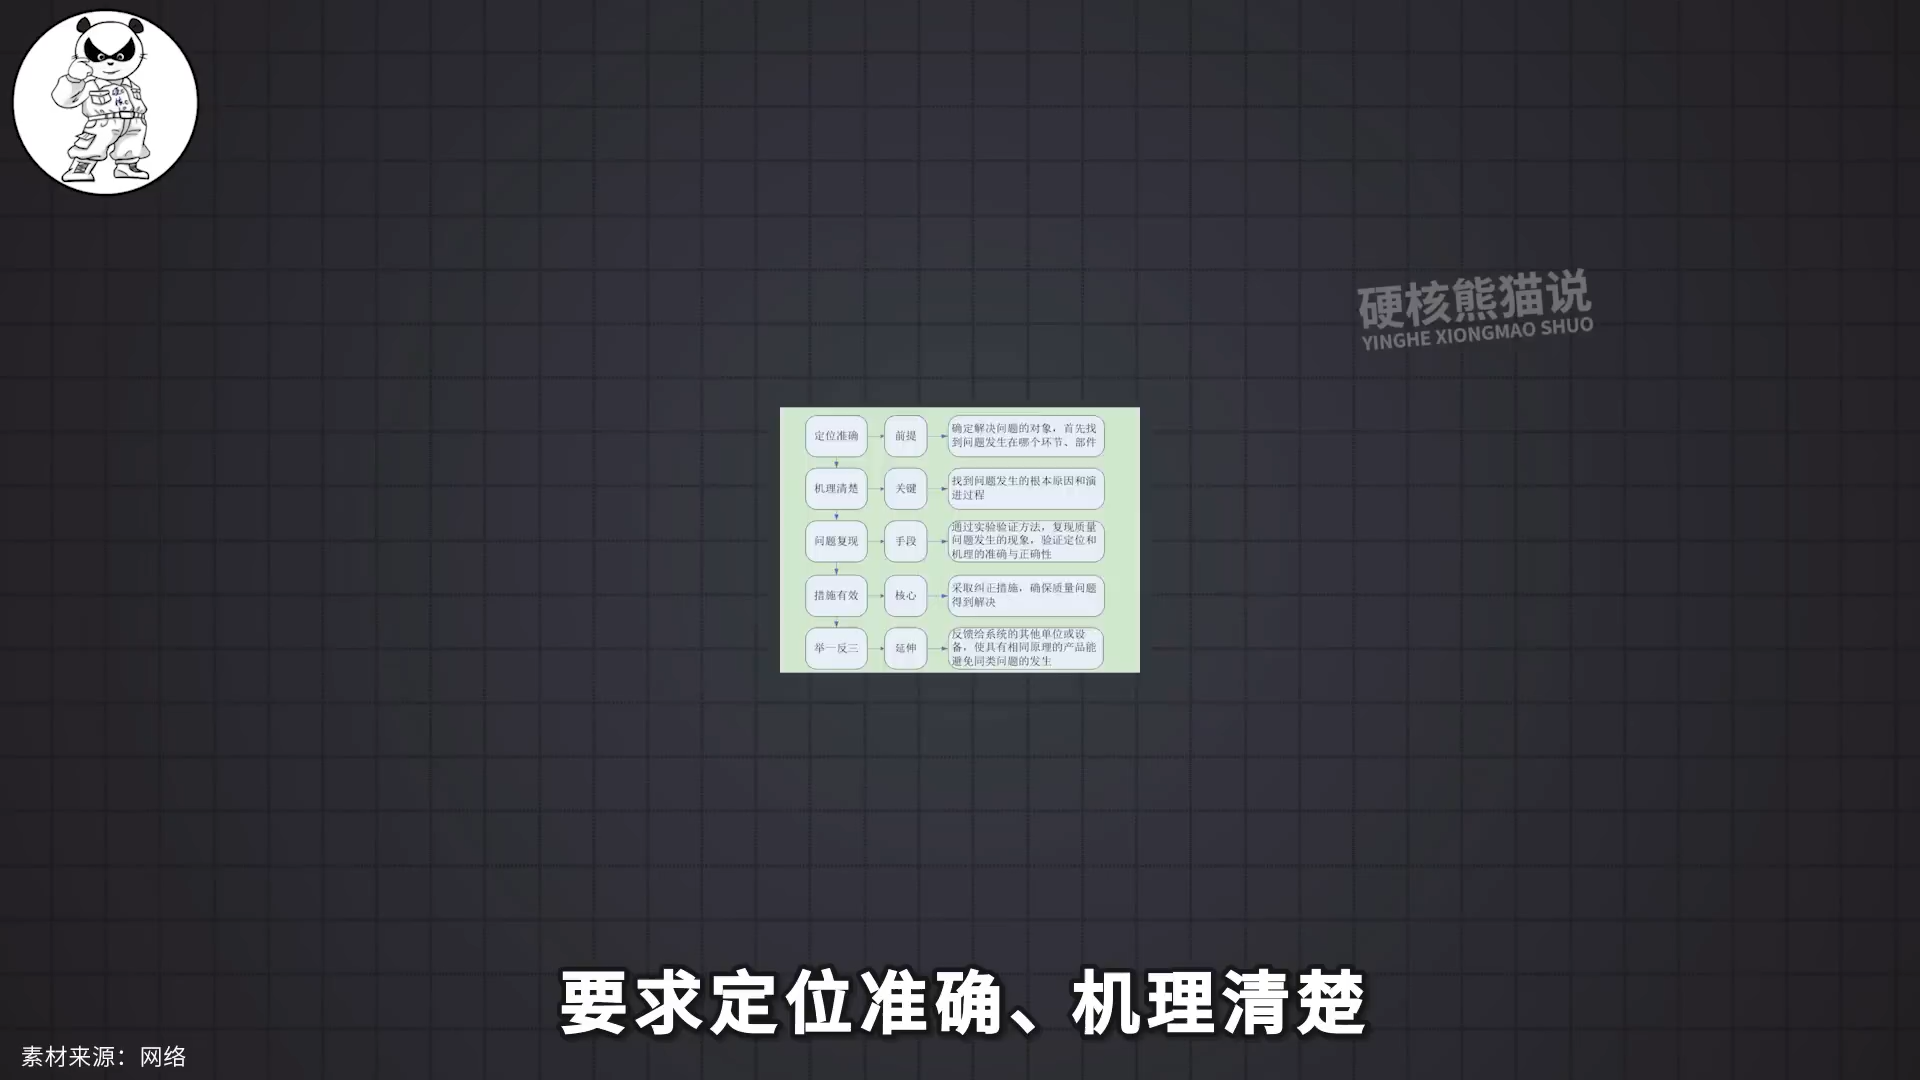 硬核熊猫说
YINGHE XIONGMAO SHUO
定位准确
前提
确定解决问题的对象，首先找
到问题发生在哪个环节、部件
机理清楚
关键
找到问题发生的根本原因和演
进过程
问题复现
手段
通过实验验证方法，复现质量
问题发生的现象，验证定位和
机理的准确与正确性
措施有效
核心
采取纠正措施，确保质量问题
得到解决
举一反三
延伸
反馈给系统的其他单位或设
备，使具有相同原理的产品能
避免同类问题的发生
要求定位准确、机理清楚
素材来源：网络